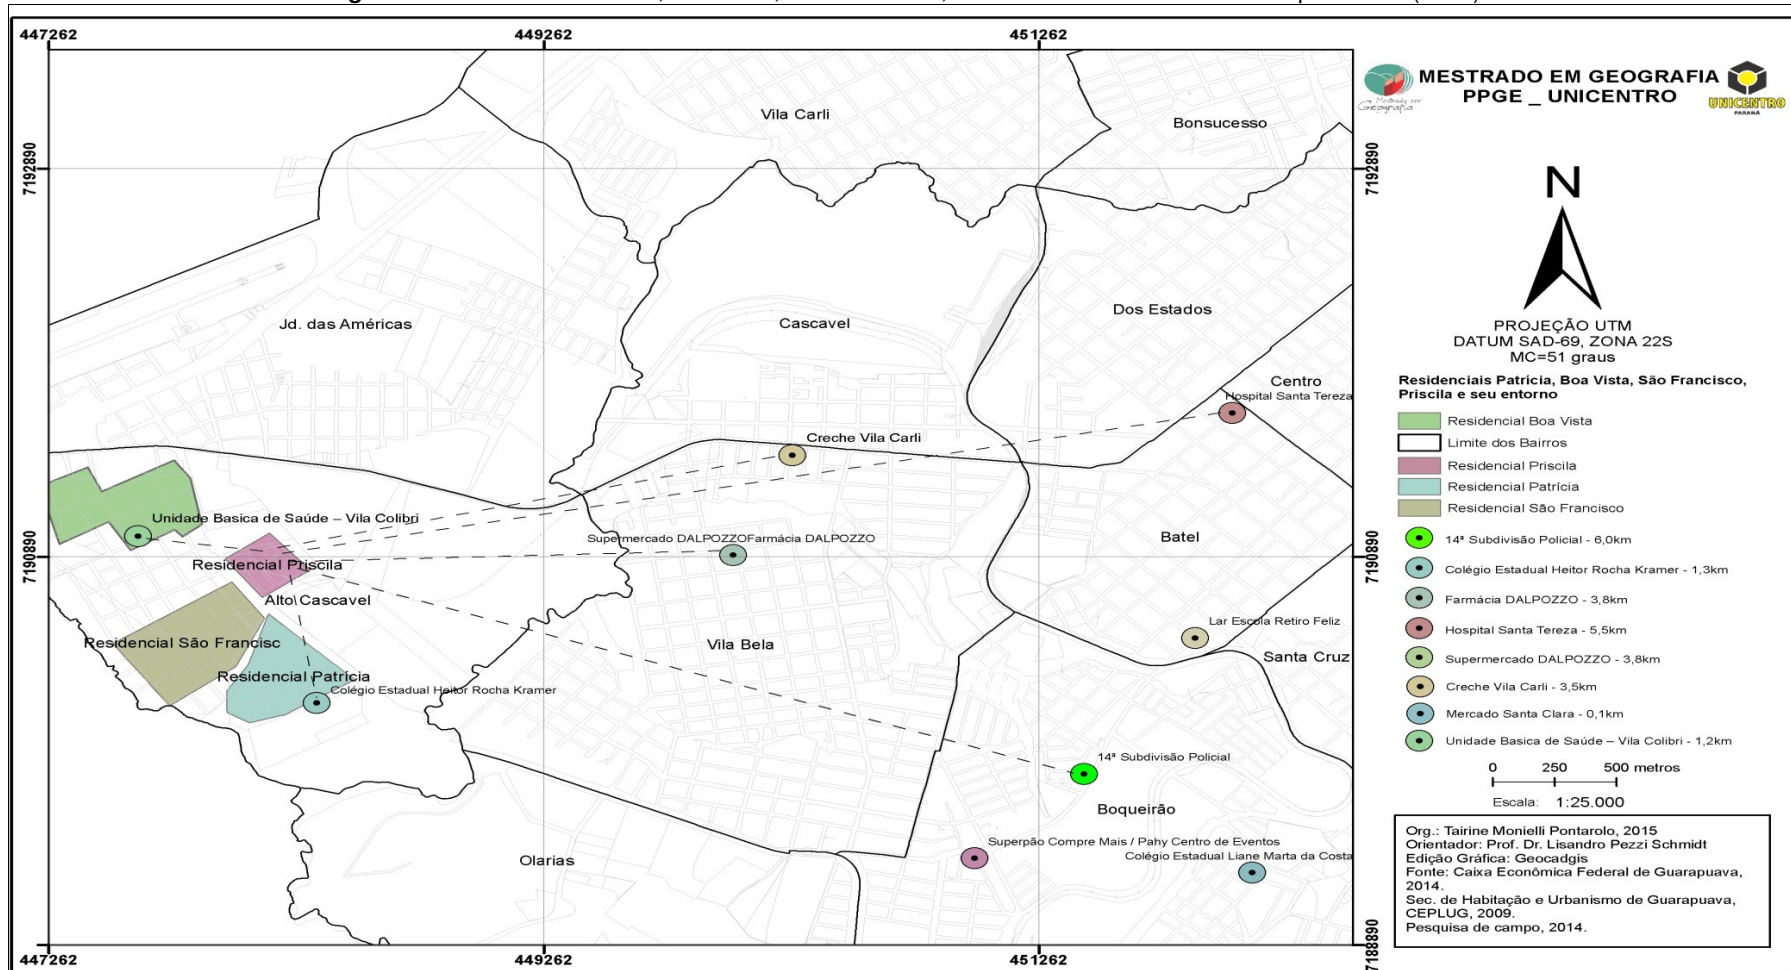 447262
449262
451262
7192890
7192890
7190890
7190890
7188890
447262
449262
451262
Vila Carli
Bonsucesso
Jd. das Américas
Cascavel
Dos Estados
Centro
Hospital Santa Tereza
Creche Vila Carli
Unidade Basica de Saúde – Vila Colibri
Supermercado DALPOZZOFarmácia DALPOZZO
Batel
Residencial Priscila
Alto Cascavel
Residencial São Francisc
Vila Bela
Lar Escola Retiro Feliz
Santa Cruz
Residencial Patrícia
Colégio Estadual Heitor Rocha Kramer
14ª Subdivisão Policial
Boqueirão
Superpão Compre Mais / Pahy Centro de Eventos
Colégio Estadual Liane Marta da Costa
Olarias
MESTRADO EM GEOGRAFIA
PPGE _ UNICENTRO
Mestrado em
Geografia
UNICENTRO
PARANÁ
N
PROJEÇÃO UTM
DATUM SAD-69, ZONA 22S
MC=51 graus
Residenciais Patrícia, Boa Vista, São Francisco,
Priscila e seu entorno
Residencial Boa Vista
Limite dos Bairros
Residencial Priscila
Residencial Patrícia
Residencial São Francisco
14ª Subdivisão Policial - 6,0km
Colégio Estadual Heitor Rocha Kramer - 1,3km
Farmácia DALPOZZO - 3,8km
Hospital Santa Tereza - 5,5km
Supermercado DALPOZZO - 3,8km
Creche Vila Carli - 3,5km
Mercado Santa Clara - 0,1km
Unidade Basica de Saúde – Vila Colibri - 1,2km
0 250 500 metros
Escala: 1:25.000
Org.: Tairine Monielli Pontarolo, 2015
Orientador: Prof. Dr. Lisandro Pezzi Schmidt
Edição Gráfica: Geocadgis
Fonte: Caixa Econômica Federal de Guarapuava,
2014.
Sec. de Habitação e Urbanismo de Guarapuava,
CEPLUG, 2009.
Pesquisa de campo, 2014.